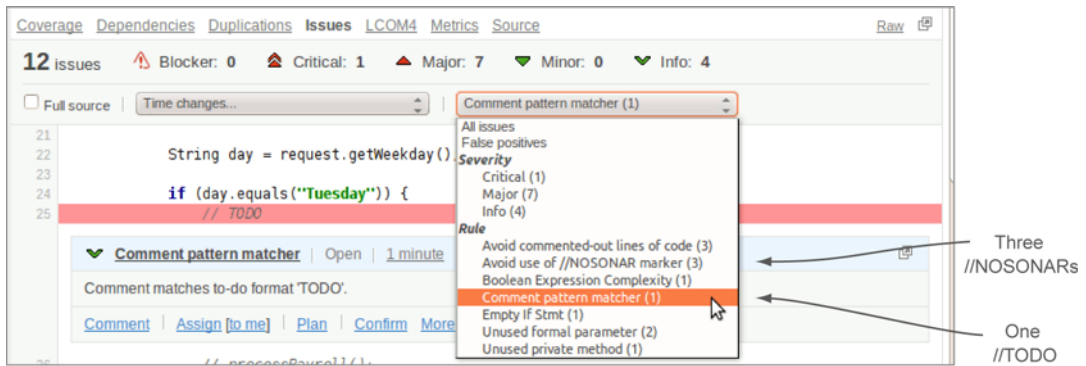 Coverage Dependencies Duplications Issues LCOM4 Metrics Source Raw
12 issues Blocker: 0 Critical: 1 Major: 7 Minor: 0 Info: 4
Full source Time changes... Comment pattern matcher (1)
All issues
False positives
Severity
Critical (1)
Major (7)
Info (4)
Rule
Avoid commented-out lines of code (3)
Avoid use of //NOSONAR marker (3)
Boolean Expression Complexity (1)
Comment pattern matcher (1)
Empty If Stmt (1)
Unused formal parameter (2)
Unused private method (1)
21
22 String day = request.getWeekday().
23
24 if (day.equals("Tuesday")) {
25 // TODO
Comment pattern matcher Open 1 minute
Comment matches to-do format 'TODO'.
Comment Assign [to me] Plan Confirm More
26 // processPayroll();
Three
//NOSONARs
One
//TODO